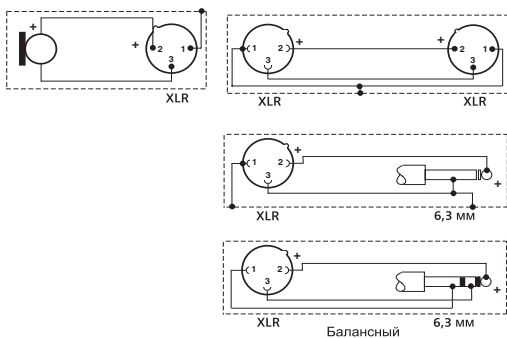 + + 2 1 3
XLR
1 2 + 3 + 2 1 3
XLR XLR
1 2 + 3 +
XLR 6,3 мм
1 2 + 3 +
XLR 6,3 мм
Балансный